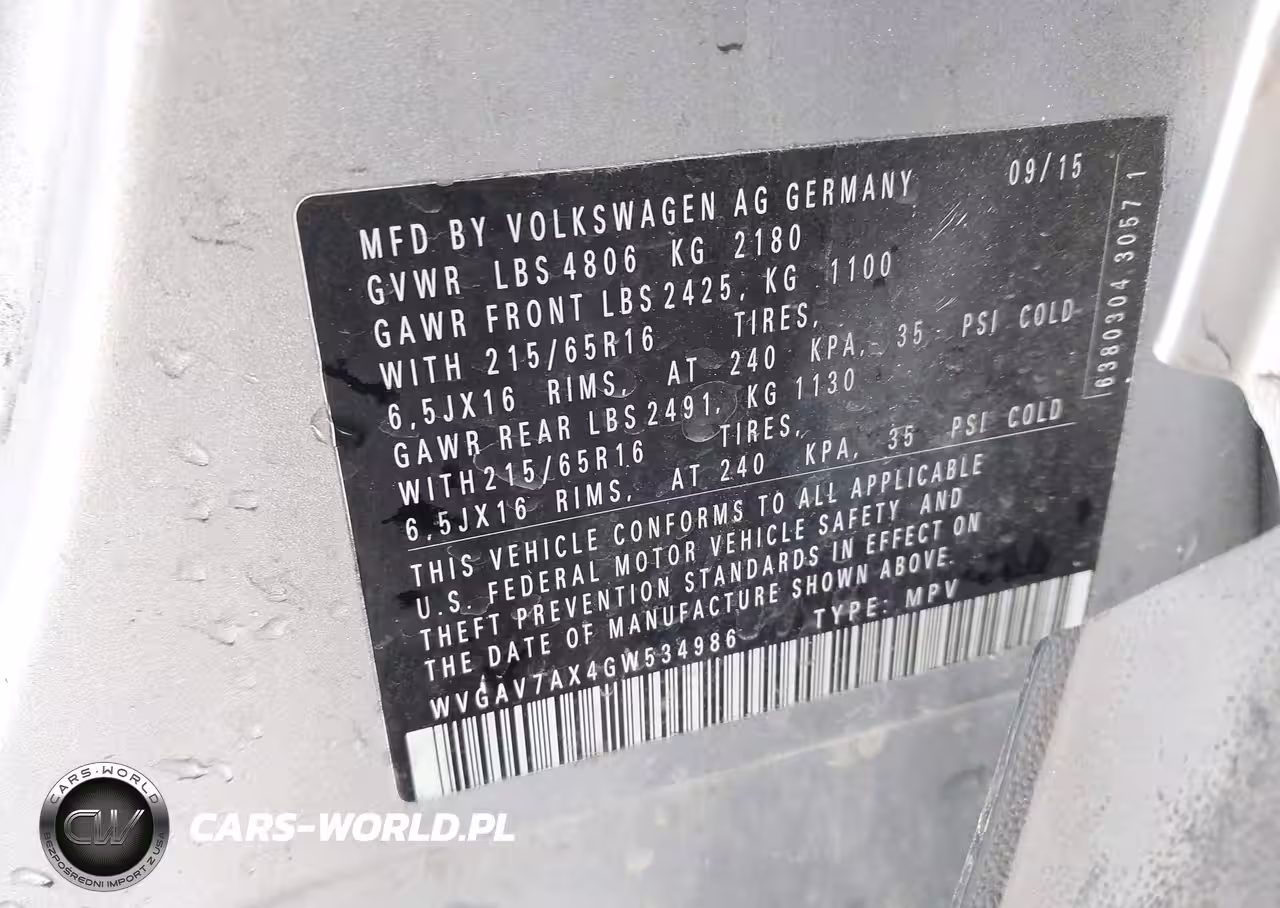 MFD BY VOLKSWAGEN AG GERMANY 09/15
GVWR LBS 4806 KG 2180
GAWR FRONT LBS 2425, KG 1100
WITH 215/65R16 TIRES,
6,5JX16 RIMS, AT 240 KPA, 35 PSI COLD
GAWR REAR LBS 2491, KG 1130
WITH 215/65R16 TIRES,
6,5JX16 RIMS, AT 240 KPA, 35 PSI COLD
THIS VEHICLE CONFORMS TO ALL APPLICABLE
U.S. FEDERAL MOTOR VEHICLE SAFETY AND
THEFT PREVENTION STANDARDS IN EFFECT ON
THE DATE OF MANUFACTURE SHOWN ABOVE.
WVGAV7AX4GW534986 TYPE: MPV
6380304 3057 1
CARS-WORLD
CW
BEZPOŚREDNI IMPORT Z USA
CARS-WORLD.PL